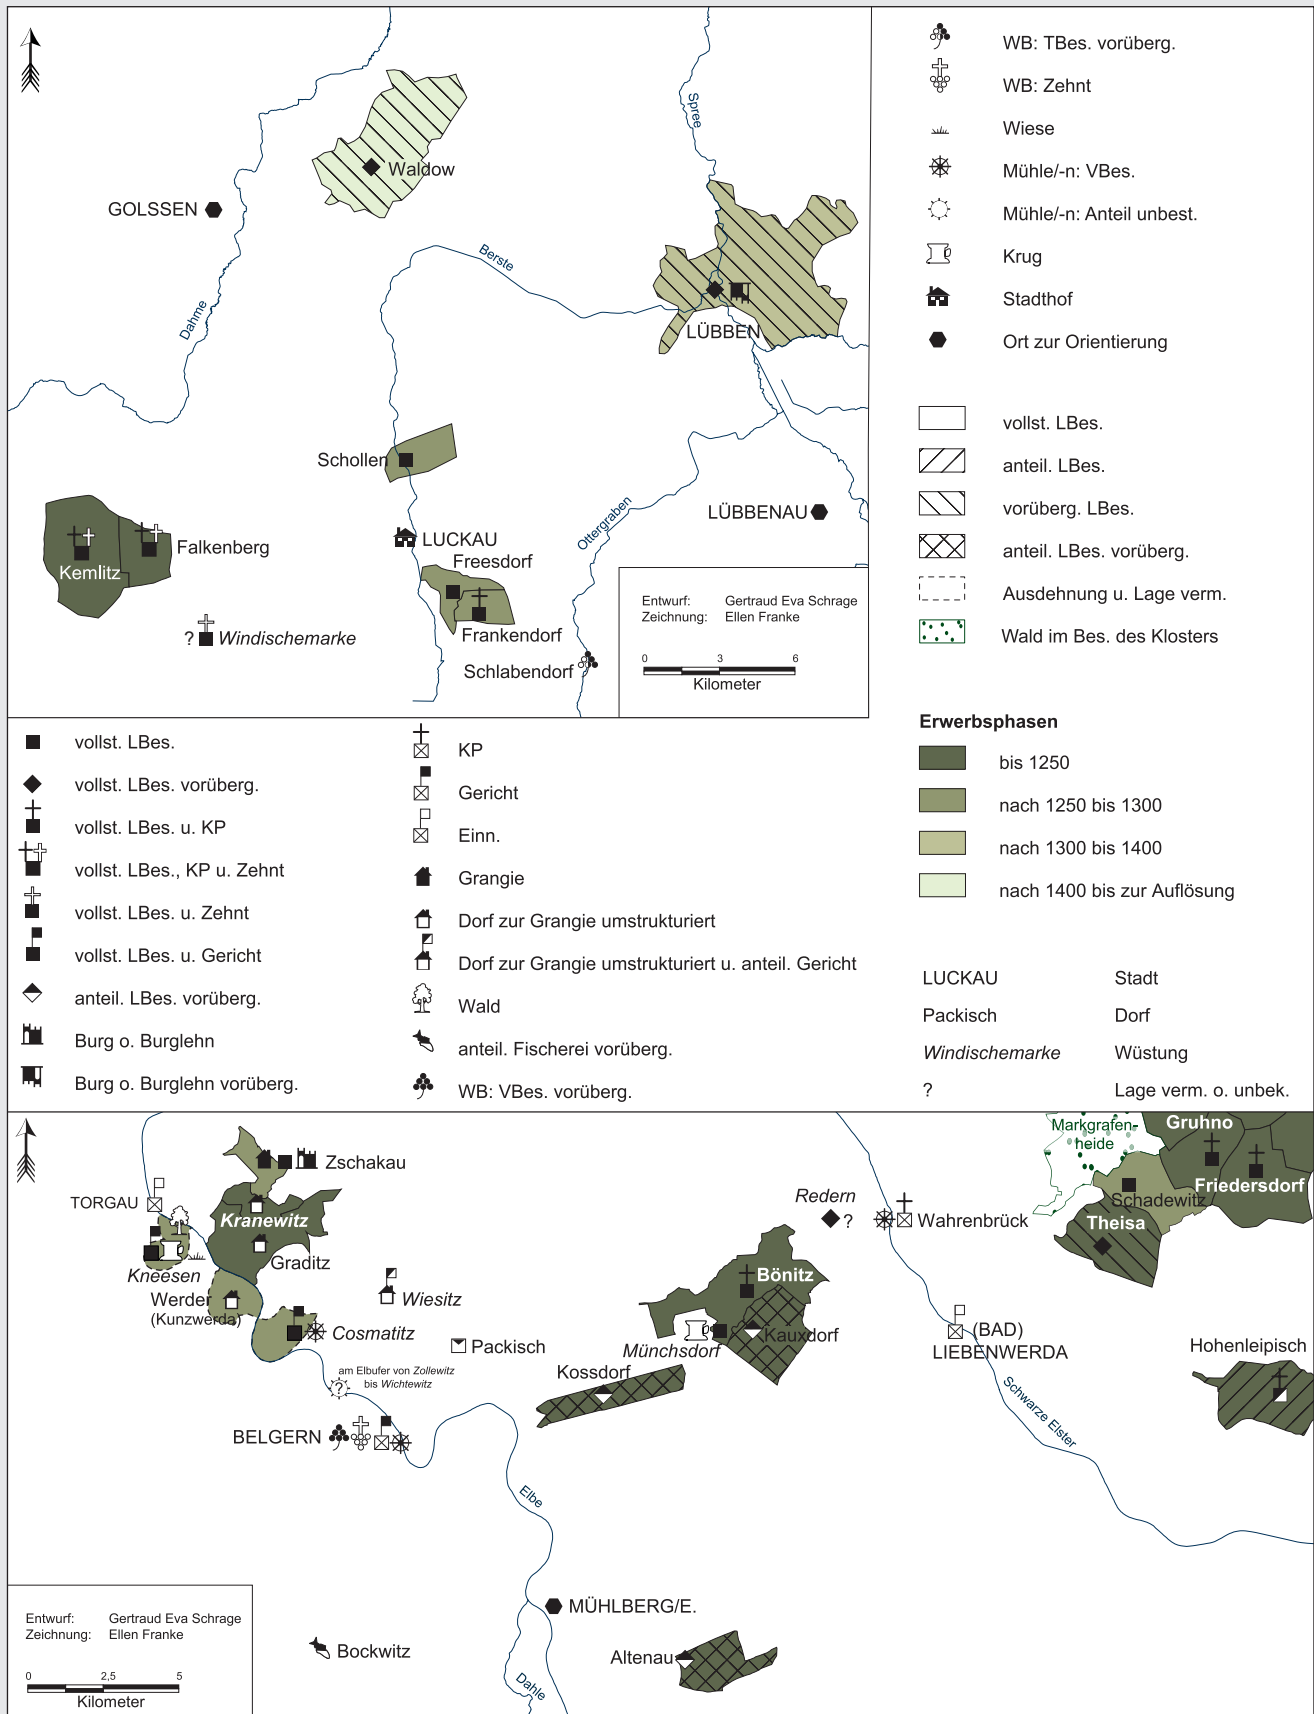 Waldow
GOLSSEN
Spree
Berste
Dahme
LÜBBEN
Schollen
LÜBBENAU
Ottergraben
LUCKAU
Freesdorf
Falkenberg
Kemlitz
Frankendorf
? Windischemarke
Schlabendorf
Entwurf: Gertraud Eva Schrage
Zeichnung: Ellen Franke
0 3 6
Kilometer
WB: TBes. vorüberg.
WB: Zehnt
Wiese
Mühle/-n: VBes.
Mühle/-n: Anteil unbest.
Krug
Stadthof
Ort zur Orientierung
vollst. LBes.
anteil. LBes.
vorüberg. LBes.
anteil. LBes. vorüberg.
Ausdehnung u. Lage verm.
Wald im Bes. des Klosters
Erwerbsphasen
bis 1250
nach 1250 bis 1300
nach 1300 bis 1400
nach 1400 bis zur Auflösung
LUCKAU Stadt
Packisch Dorf
Windischemarke Wüstung
? Lage verm. o. unbek.
vollst. LBes.
vollst. LBes. vorüberg.
vollst. LBes. u. KP
vollst. LBes., KP u. Zehnt
vollst. LBes. u. Zehnt
vollst. LBes. u. Gericht
anteil. LBes. vorüberg.
Burg o. Burglehn
Burg o. Burglehn vorüberg.
KP
Gericht
Einn.
Grangie
Dorf zur Grangie umstrukturiert
Dorf zur Grangie umstrukturiert u. anteil. Gericht
Wald
anteil. Fischerei vorüberg.
WB: VBes. vorüberg.
Markgrafen-
heide
Gruhno
Zschakau
Friedersdorf
TORGAU
Redern
?
Schadewitz
Kranewitz
Wahrenbrück
Theisa
Graditz
Kneesen
Bönitz
Werder
(Kunzwerda)
Wiesitz
Cosmatitz
Kauxdorf
(BAD)
LIEBENWERDA
Packisch
Münchsdorf
Hohenleipisch
am Elbufer von Zollewitz
bis Wichtewitz
?
Kossdorf
Schwarze Elster
BELGERN
Elbe
MÜHLBERG/E.
Bockwitz
Altenau
Dahle
Entwurf: Gertraud Eva Schrage
Zeichnung: Ellen Franke
0 2,5 5
Kilometer